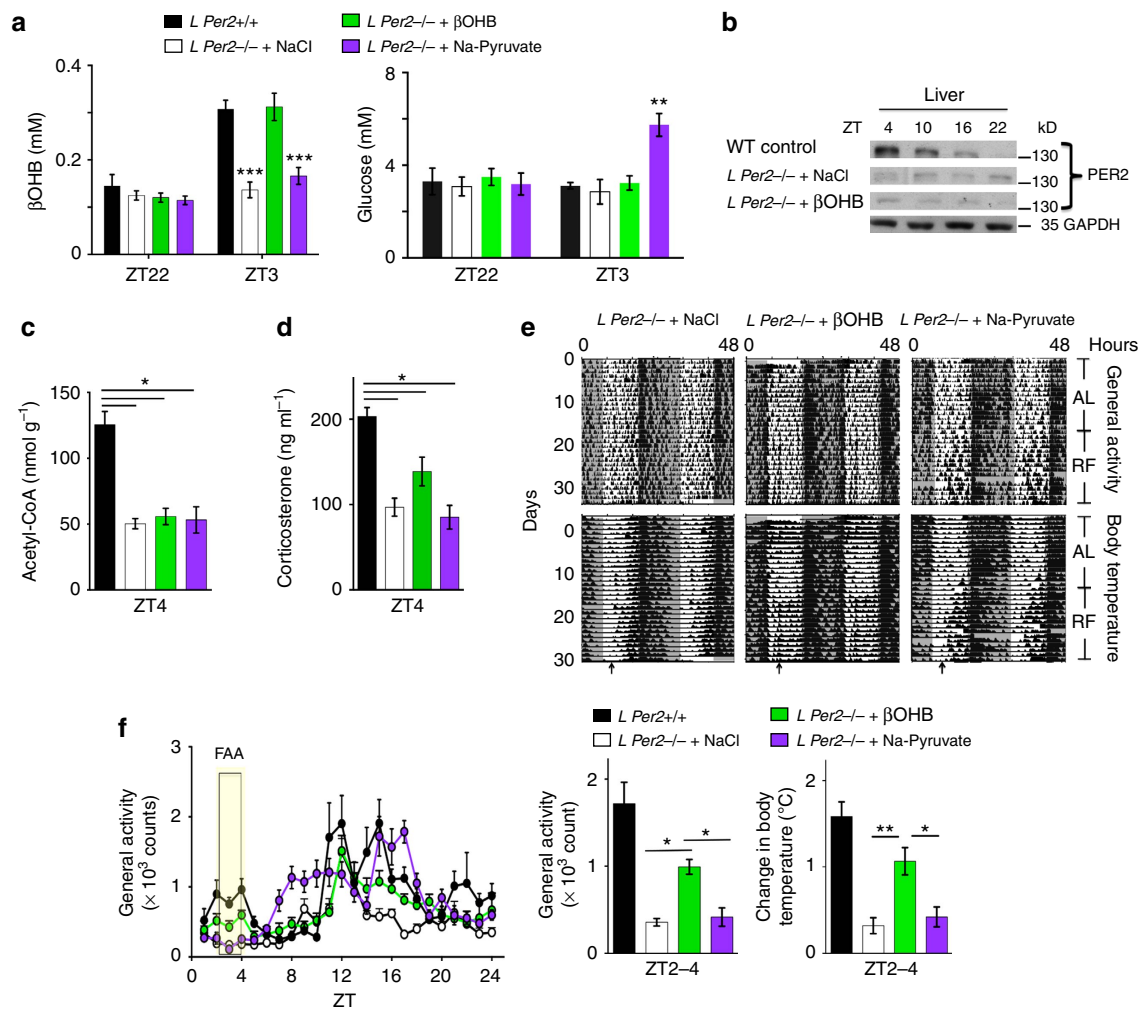 a
L Per2+/+
L Per2–/– + βOHB
L Per2–/– + NaCl
L Per2–/– + Na-Pyruvate
βOHB (mM)
0.4
0.2
0
***
***
ZT22
ZT3
Glucose (mM)
8
4
0
**
ZT22
ZT3
b
Liver
ZT 4 10 16 22 kD
WT control
130
L Per2–/– + NaCl
130
PER2
L Per2–/– + βOHB
130
35 GAPDH
c
Acetyl-CoA (nmol g–1)
150
100
50
0
*
ZT4
d
Corticosterone (ng ml–1)
200
100
0
*
ZT4
e
L Per2–/– + NaCl
L Per2–/– + βOHB
L Per2–/– + Na-Pyruvate
0 48 0 48 0 48 Hours
Days
0
10
20
30
AL
RF
General activity
0
10
20
30
AL
RF
Body temperature
f
FAA
General activity
(× 10³ counts)
3
2
1
0
0 4 8 12 16 20 24
ZT
L Per2+/+
L Per2–/– + βOHB
L Per2–/– + NaCl
L Per2–/– + Na-Pyruvate
General activity
(× 10³ count)
2
1
0
*
*
ZT2–4
Change in body
temperature (°C)
2
1
0
**
*
ZT2–4